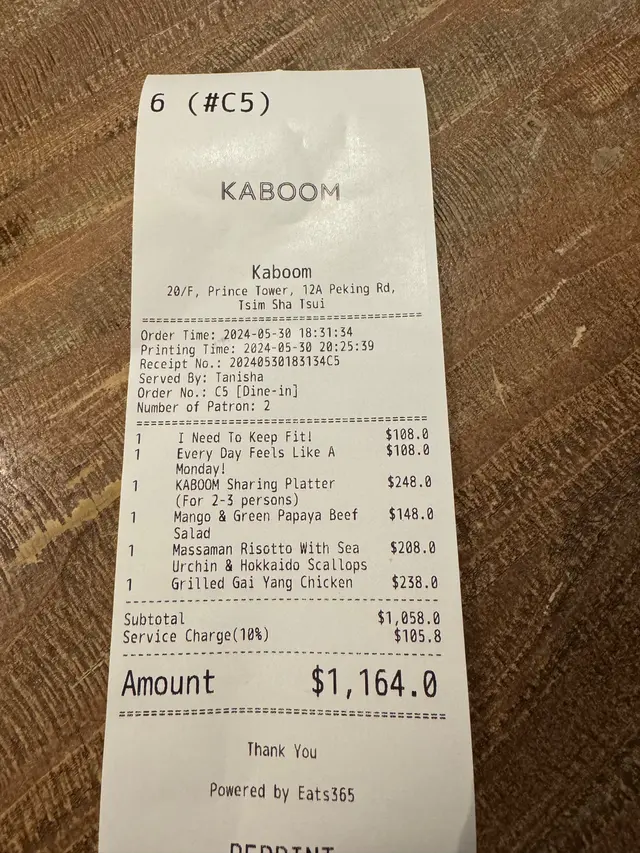 6 (#C5)
KABOOM
Kaboom
20/F, Prince Tower, 12A Peking Rd,
Tsim Sha Tsui
Order Time: 2024-05-30 18:31:34
Printing Time: 2024-05-30 20:25:39
Receipt No.: 20240530183134C5
Served By: Tanisha
Order No.: C5 [Dine-in]
Number of Patron: 2
1 I Need To Keep Fit! $108.0
1 Every Day Feels Like A $108.0
Monday!
1 KABOOM Sharing Platter $248.0
(For 2-3 persons)
1 Mango & Green Papaya Beef $148.0
Salad
1 Massaman Risotto With Sea $208.0
Urchin & Hokkaido Scallops
1 Grilled Gai Yang Chicken $238.0
Subtotal $1,058.0
Service Charge(10%) $105.8
Amount $1,164.0
Thank You
Powered by Eats365
REPRINT